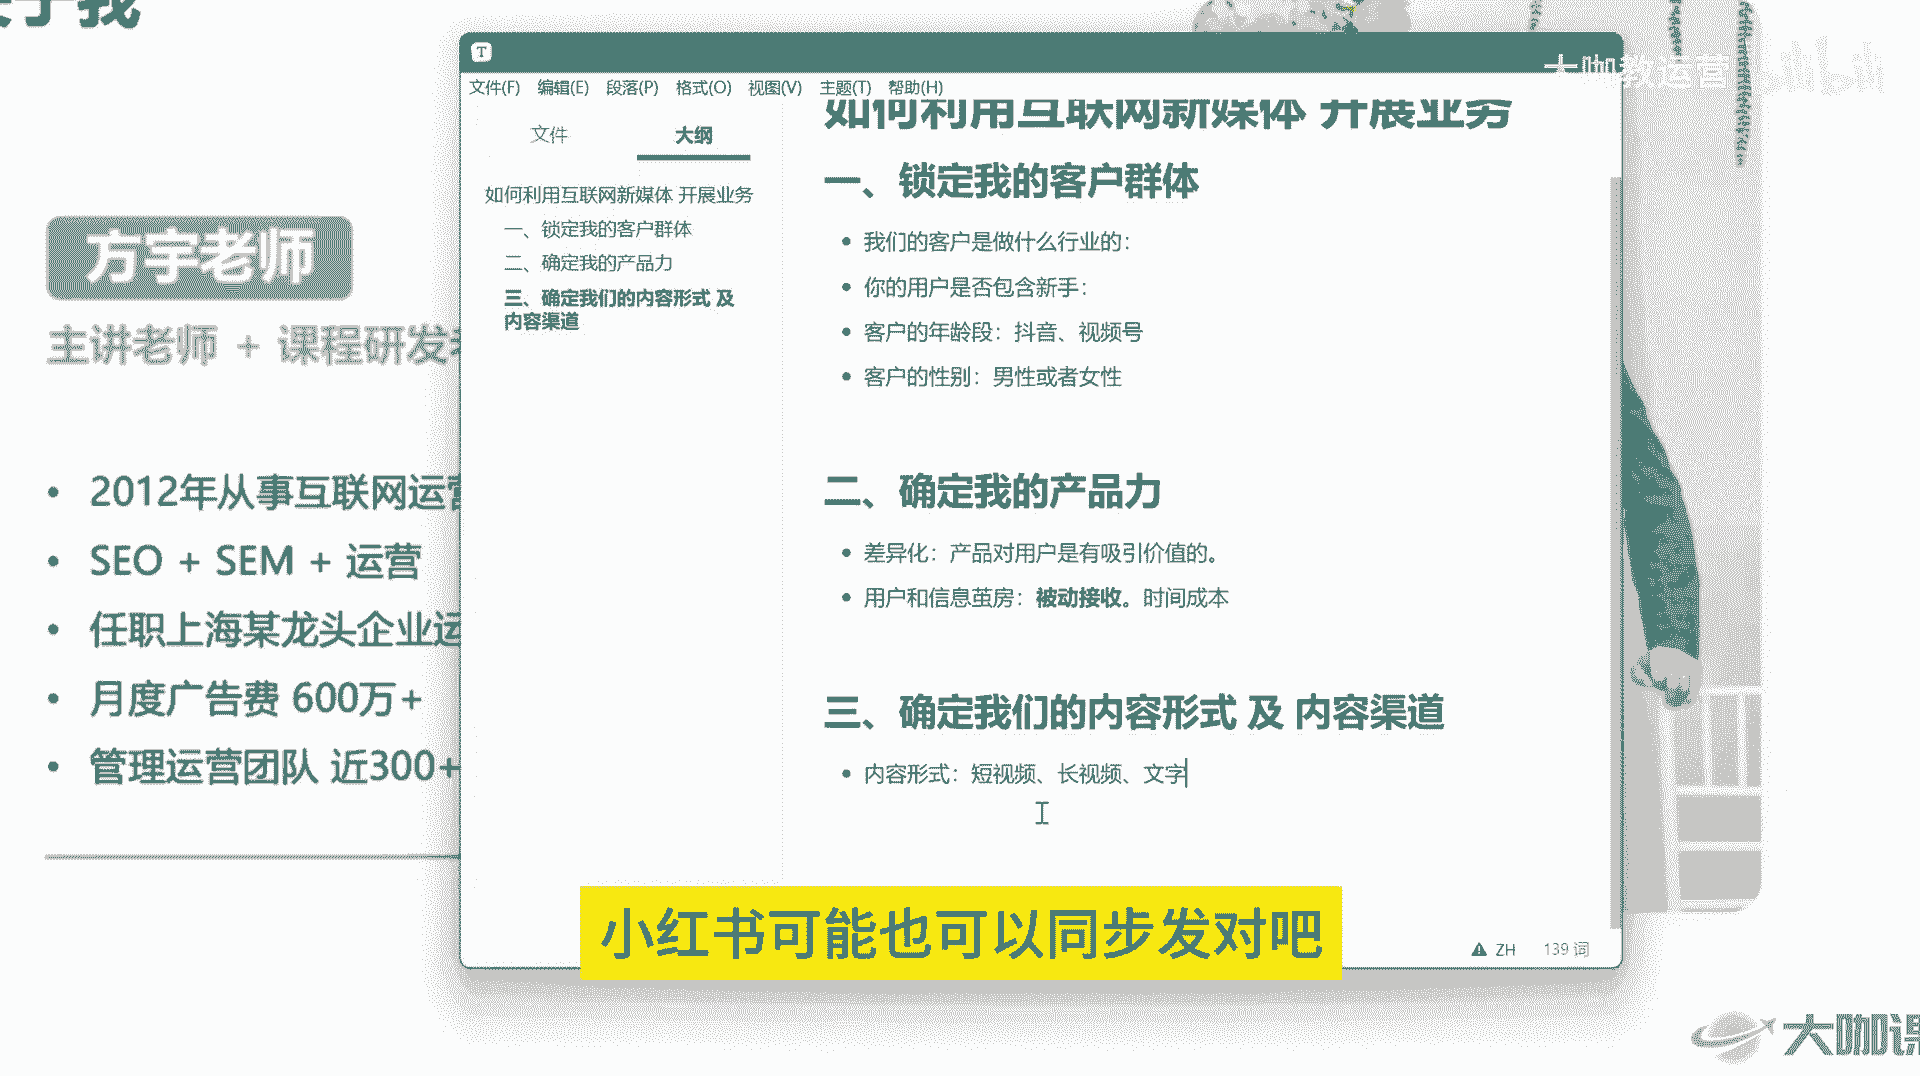 于我
方宇老师
主讲老师 + 课程研发
2012年从事互联网运营
SEO + SEM + 运营
任职上海某龙头企业运
月度广告费 600万+
管理运营团队 近300+
大咖教运营
bilibili
T
文件(F) 编辑(E) 段落(P) 格式(O) 视图(V) 主题(T) 帮助(H)
文件 大纲
如何利用互联网新媒体 开展业务
一、锁定我的客户群体
二、确定我的产品力
三、确定我们的内容形式 及
内容渠道
如何利用互联网新媒体 开展业务
一、锁定我的客户群体
我们的客户是做什么行业的：
你的用户是否包含新手：
客户的年龄段：抖音、视频号
客户的性别：男性或者女性
二、确定我的产品力
差异化：产品对用户是有吸引价值的。
用户和信息茧房：被动接收。时间成本
三、确定我们的内容形式 及 内容渠道
内容形式：短视频、长视频、文字
ZH 139 词
小红书可能也可以同步发对吧
大咖课